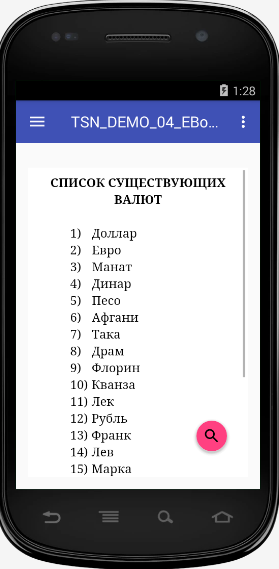 1:28
TSN_DEMO_04_EBo...
СПИСОК СУЩЕСТВУЮЩИХ
ВАЛЮТ
1) Доллар
2) Евро
3) Манат
4) Динар
5) Песо
6) Афгани
7) Така
8) Драм
9) Флорин
10) Кванза
11) Лек
12) Рубль
13) Франк
14) Лев
15) Марка